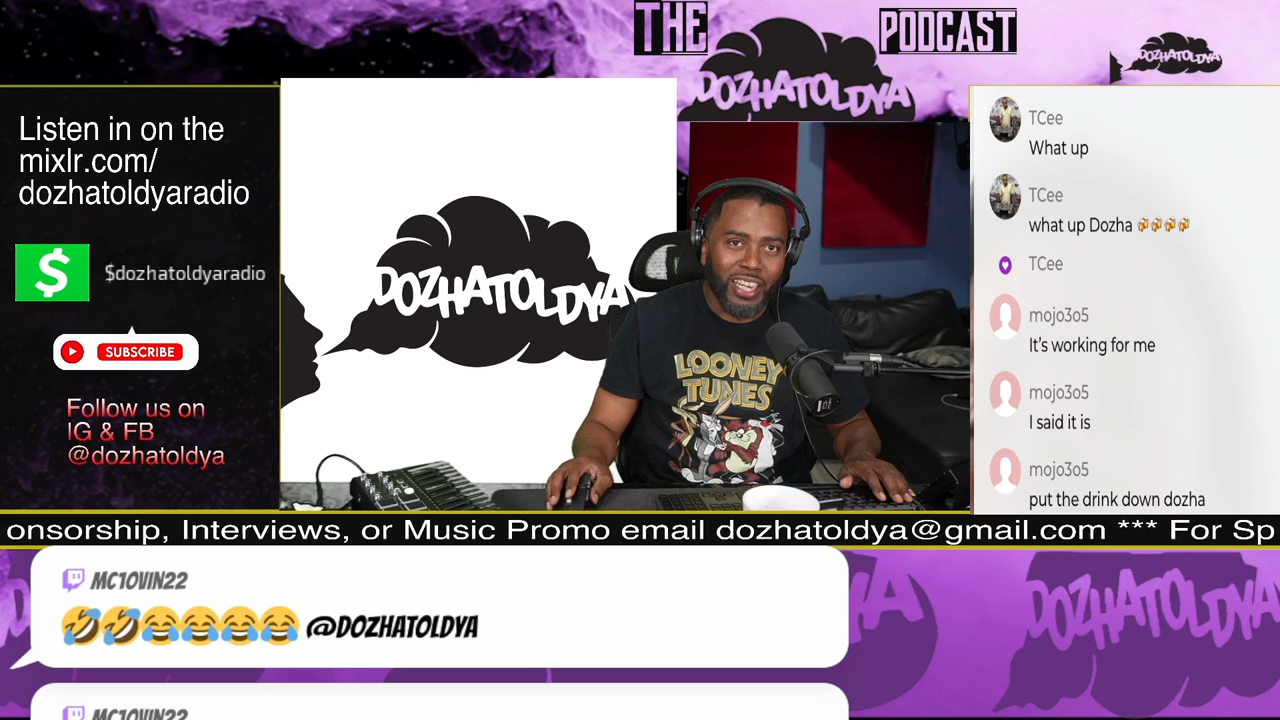 THE
PODCAST
DOZHATOLDYA
DOZHATOLDYA
Listen in on the
mixlr.com/
dozhatoldyaradio
$
$dozhatoldyaradio
SUBSCRIBE
Follow us on
IG & FB
@dozhatoldya
DOZHATOLDYA
LOONEY
TUNES
TCee
What up
TCee
what up Dozha
TCee
mojo3o5
It's working for me
mojo3o5
I said it is
mojo3o5
put the drink down dozha
onsorship, Interviews, or Music Promo email dozhatoldya@gmail.com *** For Sp
MC10VIN22
@DOZHATOLDYA
DOZHATOLDYA
MC10VIN22